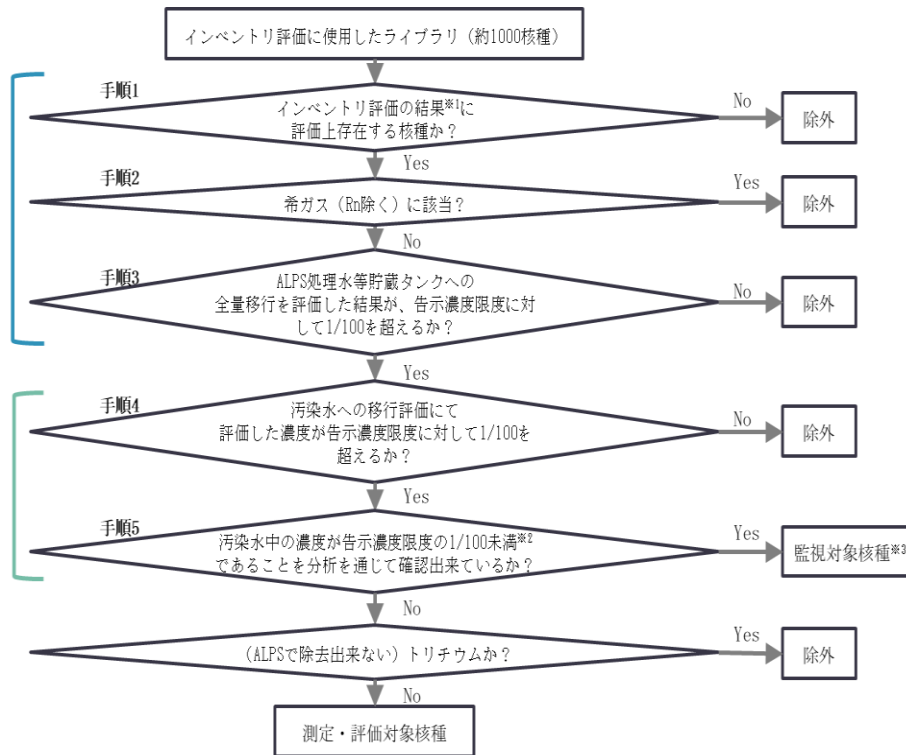 インベントリ評価に使用したライブラリ（約1000核種）
手順1
インベントリ評価の結果※1に
評価上存在する核種か？
No
除外
Yes
手順2
希ガス（Rn除く）に該当？
Yes
除外
No
手順3
ALPS処理水等貯蔵タンクへの
全量移行を評価した結果が、告示濃度限度に対
して1/100を超えるか？
No
除外
Yes
手順4
汚染水への移行評価にて
評価した濃度が告示濃度限度に対して1/100を
超えるか？
No
除外
Yes
手順5
汚染水中の濃度が告示濃度限度の1/100未満※2
であることを分析を通じて確認出来ているか？
Yes
監視対象核種※3
No
（ALPSで除去出来ない）トリチウムか？
Yes
除外
No
測定・評価対象核種